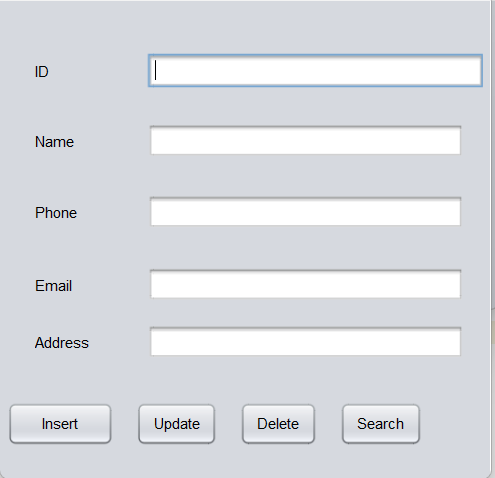 ID
Name
Phone
Email
Address
Insert Update Delete Search